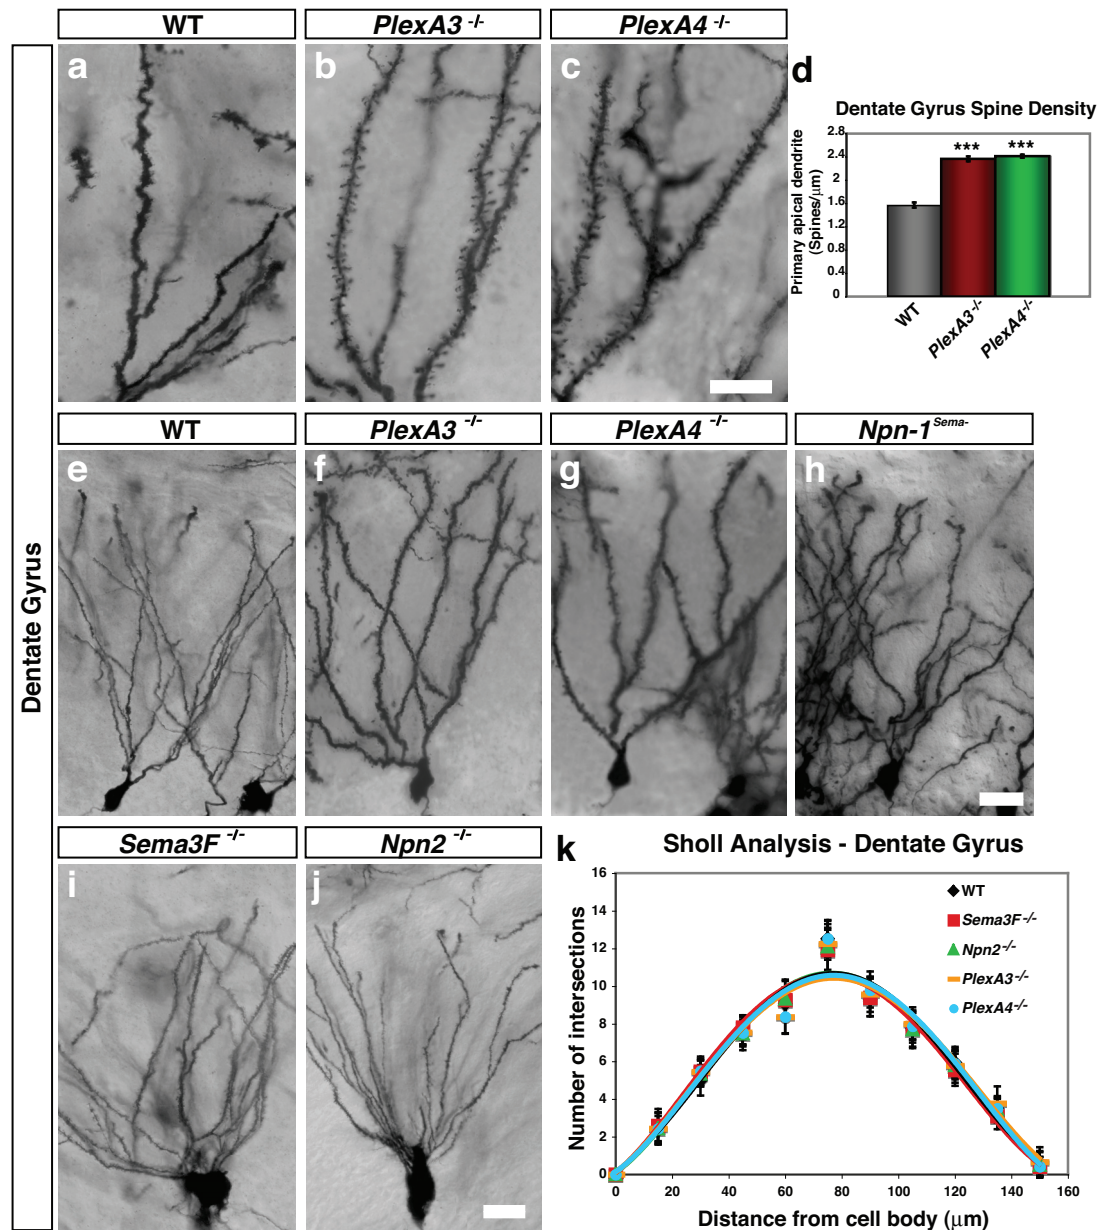 WT
PlexA3 -/-
PlexA4 -/-
a
b
c
d
Dentate Gyrus Spine Density
Primary apical dendrite
(Spines/μm)
2.8
2.4
2
1.6
1.2
0.8
0.4
0
***
***
WT
PlexA3-/-
PlexA4-/-
Dentate Gyrus
WT
PlexA3 -/-
PlexA4 -/-
Npn-1Sema-
e
f
g
h
Sema3F -/-
Npn2 -/-
i
j
k
Sholl Analysis - Dentate Gyrus
Number of intersections
16
14
12
10
8
6
4
2
0
WT
Sema3F-/-
Npn2-/-
PlexA3-/-
PlexA4-/-
0
20
40
60
80
100
120
140
160
Distance from cell body (μm)